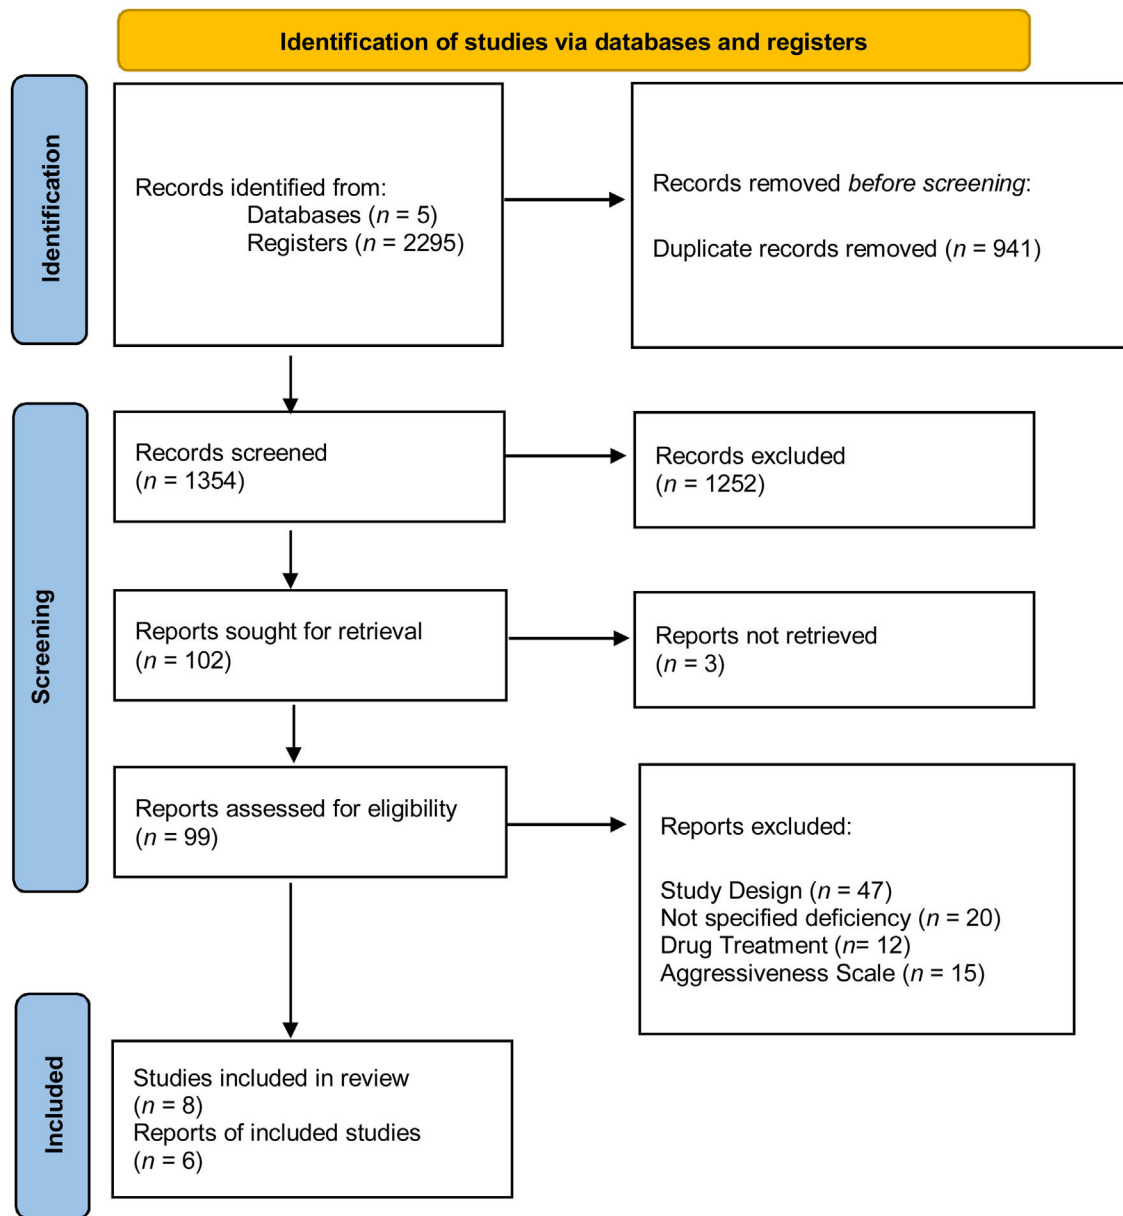 Identification of studies via databases and registers
Identification
Records identified from:
Databases (n = 5)
Registers (n = 2295)
Records removed before screening:
Duplicate records removed (n = 941)
Screening
Records screened
(n = 1354)
Records excluded
(n = 1252)
Reports sought for retrieval
(n = 102)
Reports not retrieved
(n = 3)
Reports assessed for eligibility
(n = 99)
Reports excluded:
Study Design (n = 47)
Not specified deficiency (n = 20)
Drug Treatment (n= 12)
Aggressiveness Scale (n = 15)
Included
Studies included in review
(n = 8)
Reports of included studies
(n = 6)